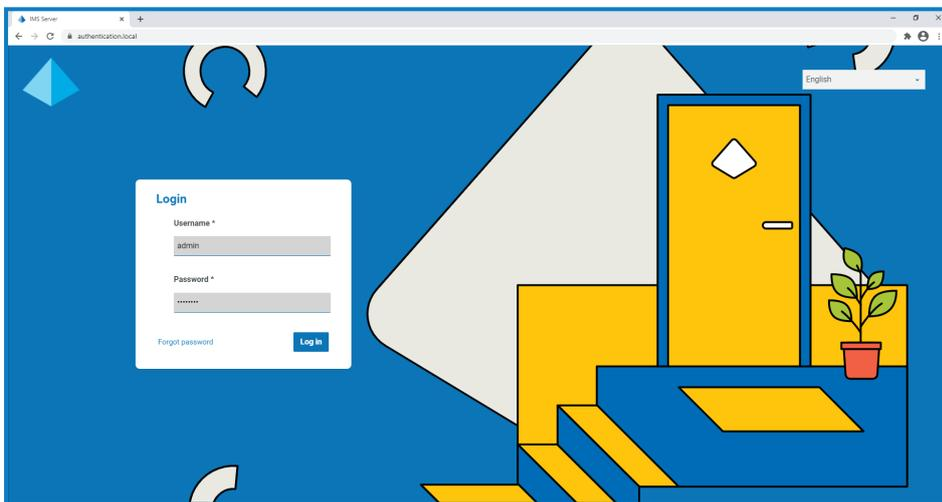 IMS Server
authentication.local
English
Login
Username *
admin
Password *
••••••••
Forgot password
Log in